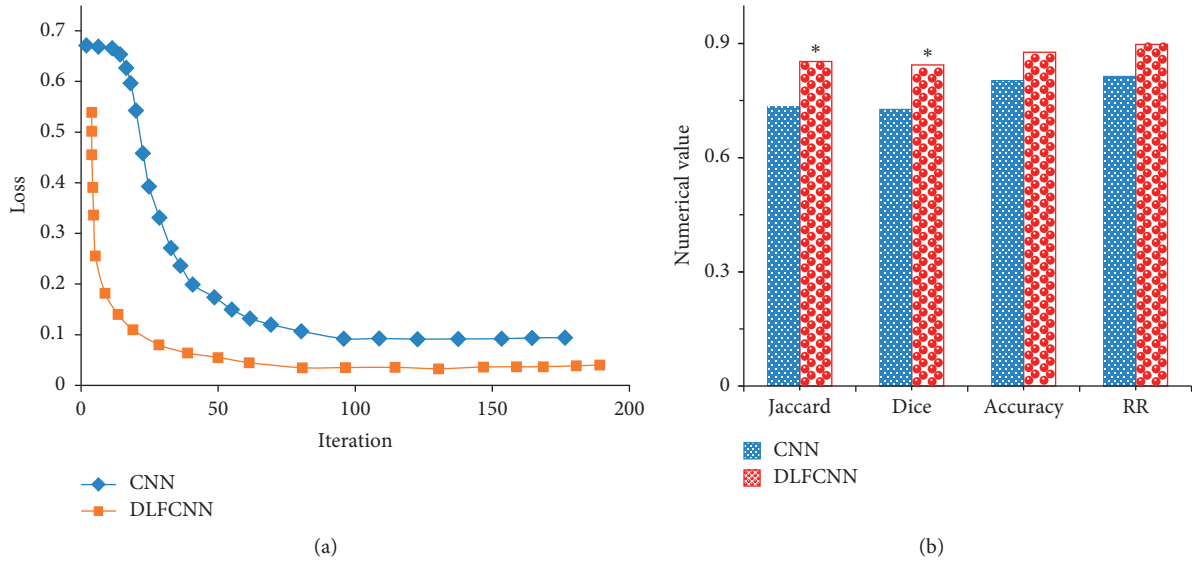 0.7
0.6
0.5
0.4
0.3
0.2
0.1
0
Loss
0 50 100 150 200
Iteration
CNN
DLFCNN
(a)
0.9
0.6
0.3
0
Numerical value
* *
Jaccard Dice Accuracy RR
CNN
DLFCNN
(b)